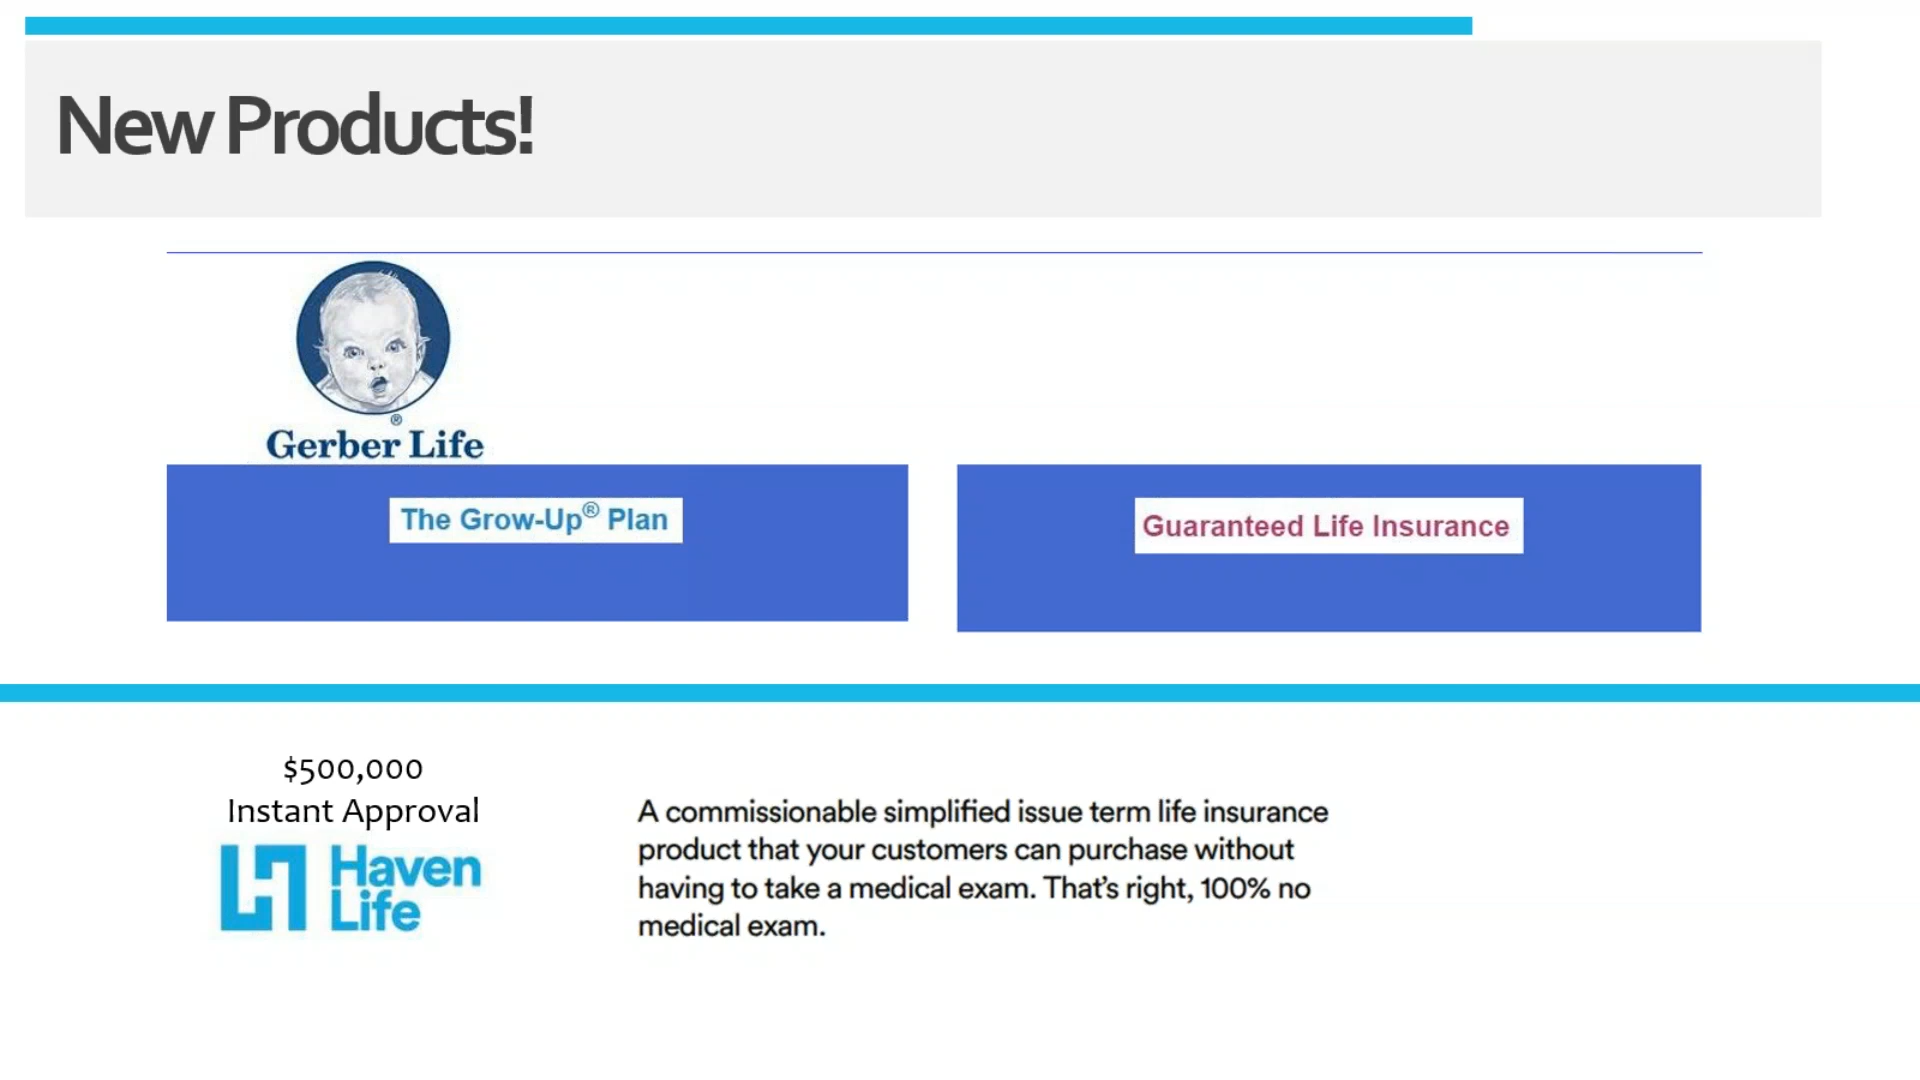 New Products!
®
Gerber Life
The Grow-Up® Plan
Guaranteed Life Insurance
$500,000
Instant Approval
Haven
Life
A commissionable simplified issue term life insurance
product that your customers can purchase without
having to take a medical exam. That’s right, 100% no
medical exam.